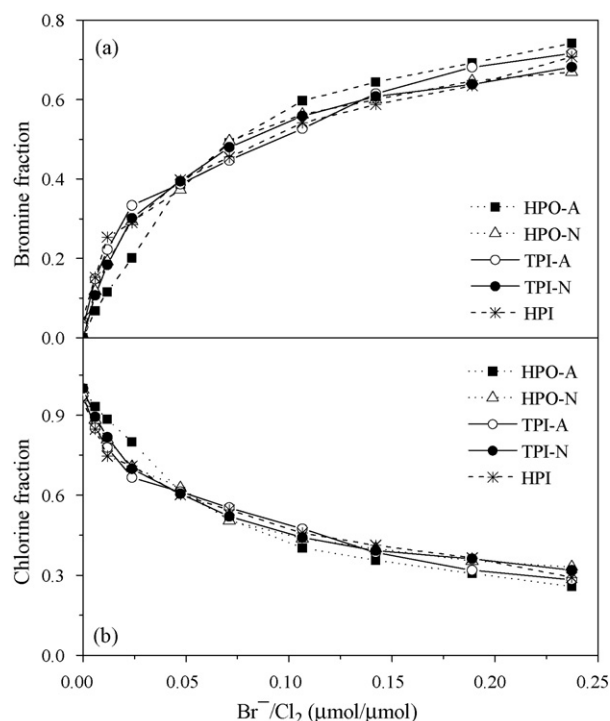 (a)
0.8
0.6
0.4
0.2
0.0
Bromine fraction
HPO-A
HPO-N
TPI-A
TPI-N
HPI
(b)
0.9
0.6
0.3
0.0
Chlorine fraction
HPO-A
HPO-N
TPI-A
TPI-N
HPI
0.00 0.05 0.10 0.15 0.20 0.25
Br⁻/Cl₂ (μmol/μmol)